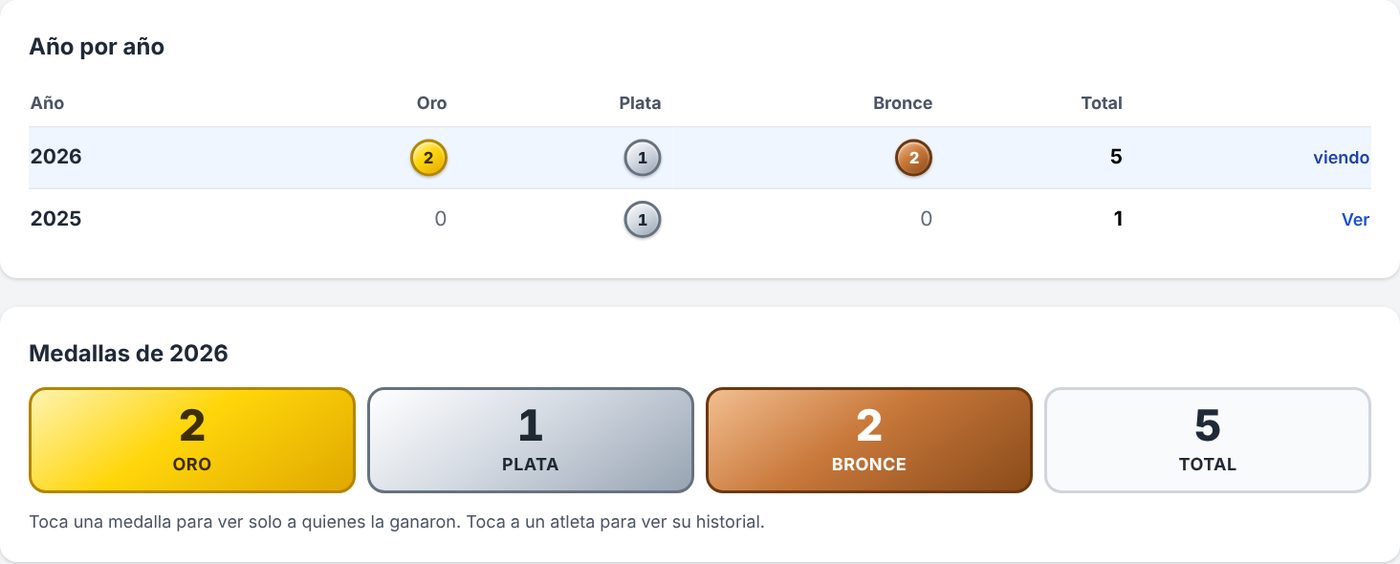 Año por año
Año Oro Plata Bronce Total
2026 2 1 2 5 viendo
2025 0 1 0 1 Ver
Medallas de 2026
2 1 2 5
ORO PLATA BRONCE TOTAL
Toca una medalla para ver solo a quienes la ganaron. Toca a un atleta para ver su historial.